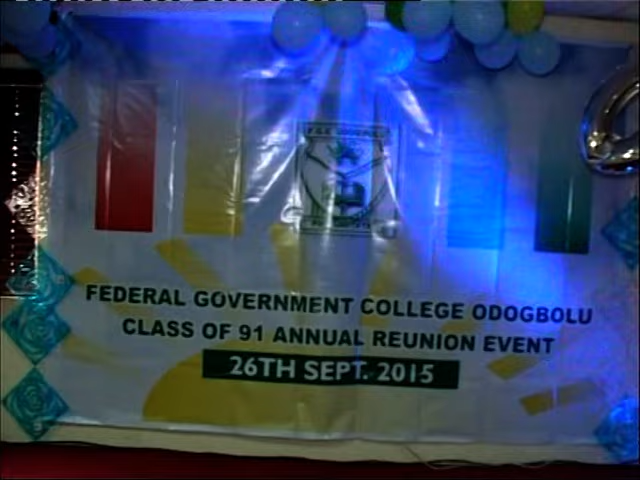 FEDERAL GOVERNMENT COLLEGE ODOGBOLU
CLASS OF 91 ANNUAL REUNION EVENT
26TH SEPT. 2015